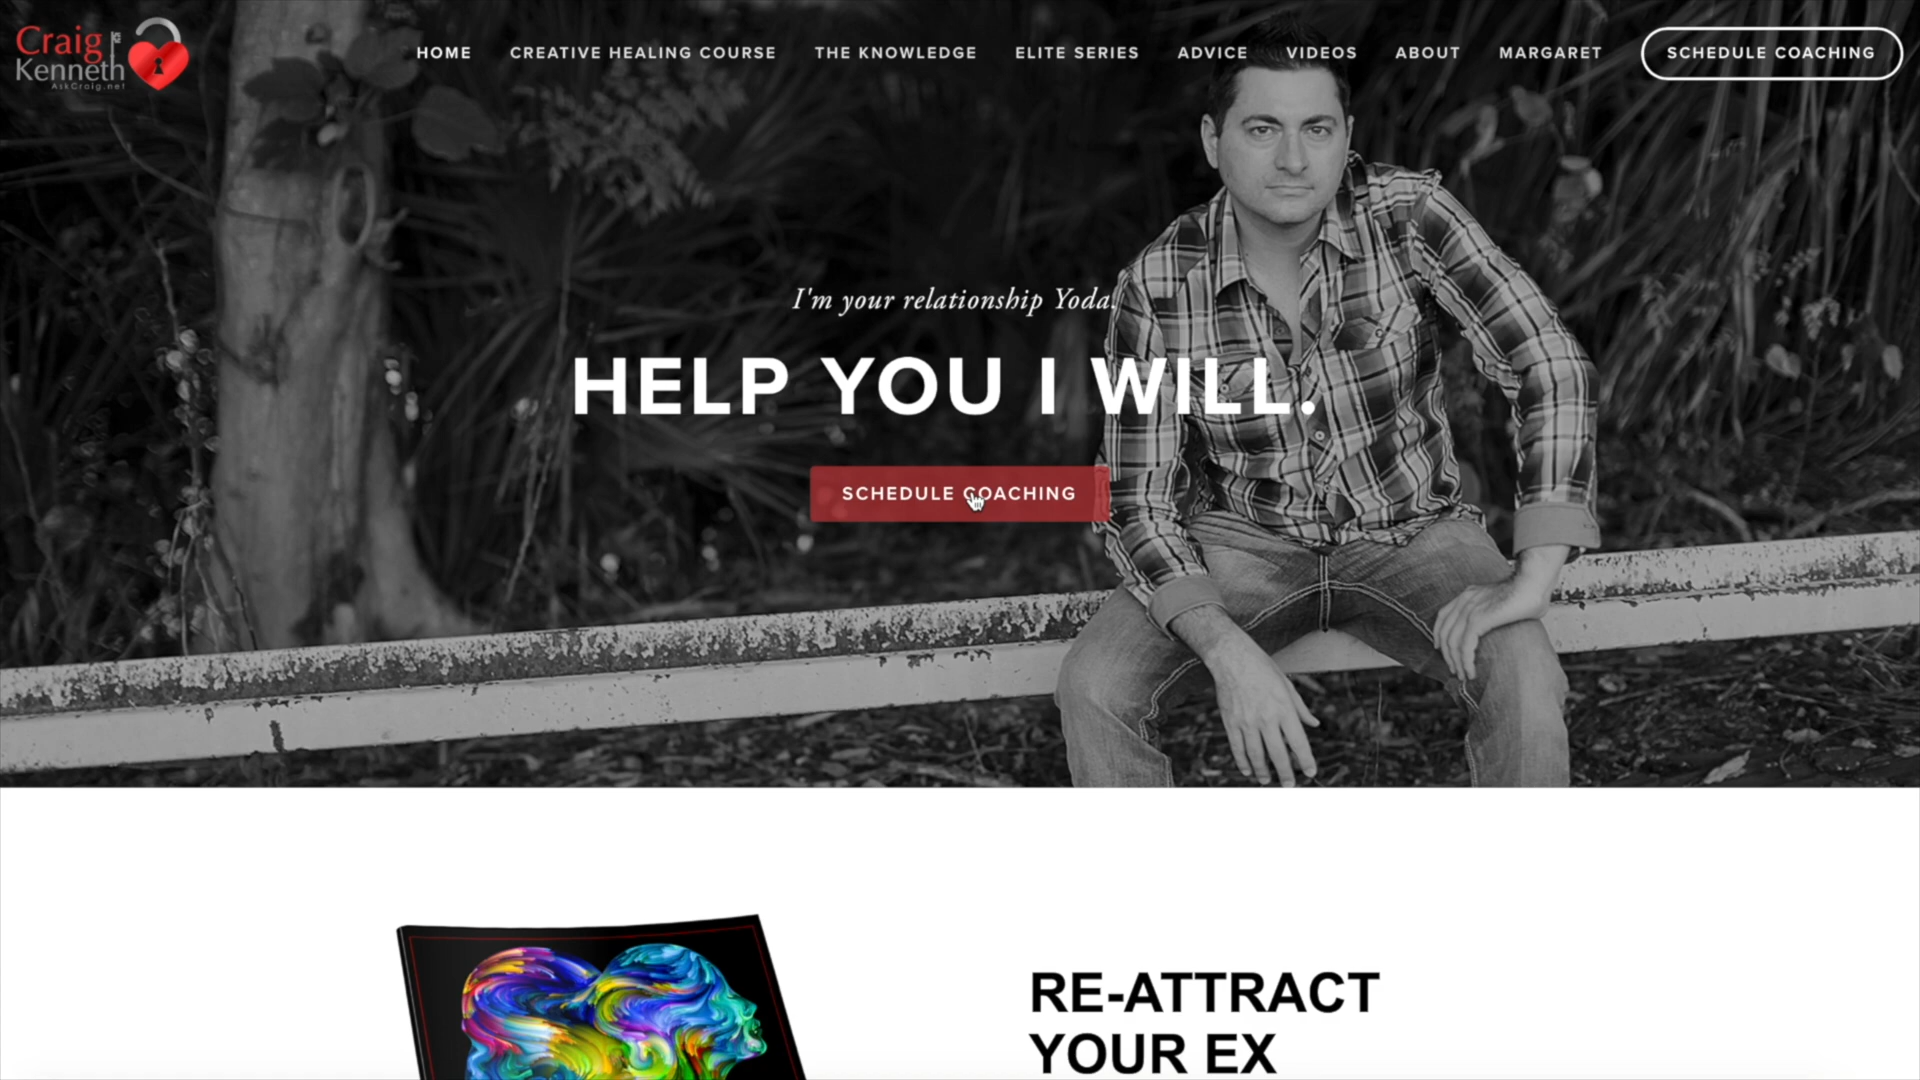 Craig
Kenneth
AskCraig.net
HOME
CREATIVE HEALING COURSE
THE KNOWLEDGE
ELITE SERIES
ADVICE
VIDEOS
ABOUT
MARGARET
SCHEDULE COACHING
I'm your relationship Yoda.
HELP YOU I WILL.
SCHEDULE COACHING
RE-ATTRACT
YOUR EX